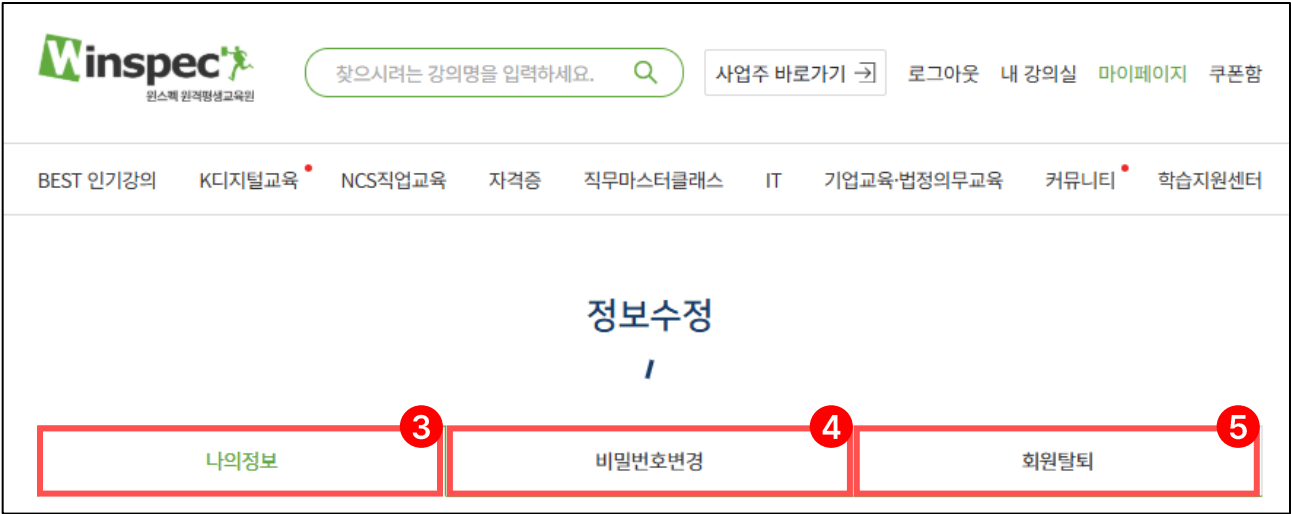 Winspec
윈스펙 원격평생교육원
찾으시려는 강의명을 입력하세요.
사업주 바로가기
로그아웃 내 강의실 마이페이지 쿠폰함
BEST 인기강의 K디지털교육 NCS직업교육 자격증 직무마스터클래스 IT 기업교육·법정의무교육 커뮤니티 학습지원센터
정보수정
3 4 5
나의정보 비밀번호변경 회원탈퇴